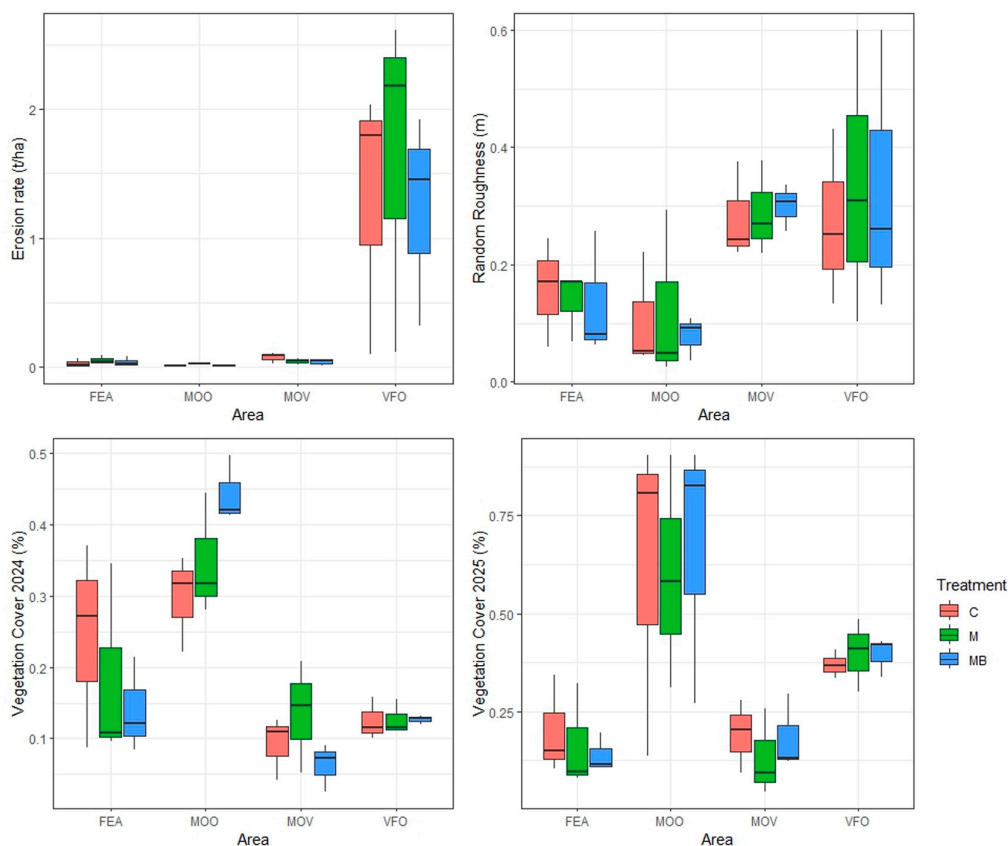 Erosion rate (t/ha)
2
1
0
FEA MOO MOV VFO
Area
Random Roughness (m)
0.6
0.4
0.2
0.0
FEA MOO MOV VFO
Area
Vegetation Cover 2024 (%)
0.5
0.4
0.3
0.2
0.1
FEA MOO MOV VFO
Area
Vegetation Cover 2025 (%)
0.75
0.50
0.25
FEA MOO MOV VFO
Area
Treatment
C
M
MB